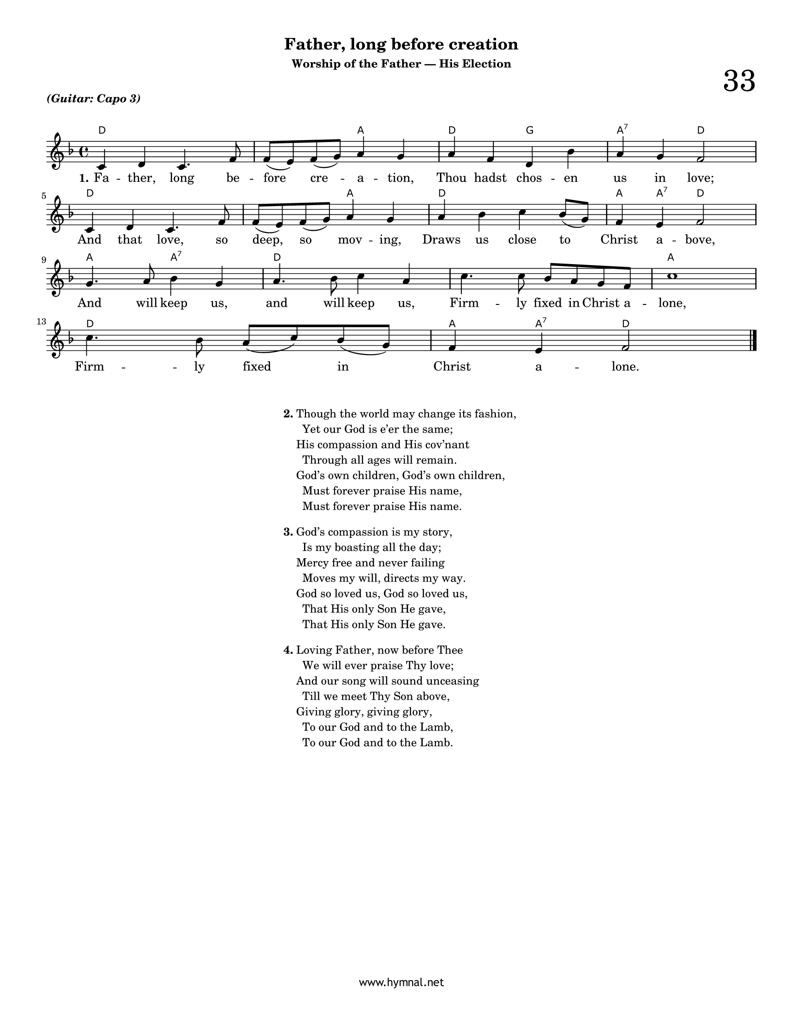 Father, long before creation
Worship of the Father — His Election
33
(Guitar: Capo 3)
D A D G A7 D
1. Fa - ther, long be - fore cre - a - tion, Thou hadst chos - en us in love;
5 D A D A A7 D
And that love, so deep, so mov - ing, Draws us close to Christ a - bove,
9 A A7 D A
And will keep us, and will keep us, Firm - ly fixed in Christ a - lone,
13 D A A7 D
Firm - - ly fixed in Christ a - lone.
2. Though the world may change its fashion,
Yet our God is e'er the same;
His compassion and His cov'nant
Through all ages will remain.
God's own children, God's own children,
Must forever praise His name,
Must forever praise His name.
3. God's compassion is my story,
Is my boasting all the day;
Mercy free and never failing
Moves my will, directs my way.
God so loved us, God so loved us,
That His only Son He gave,
That His only Son He gave.
4. Loving Father, now before Thee
We will ever praise Thy love;
And our song will sound unceasing
Till we meet Thy Son above,
Giving glory, giving glory,
To our God and to the Lamb,
To our God and to the Lamb.
www.hymnal.net